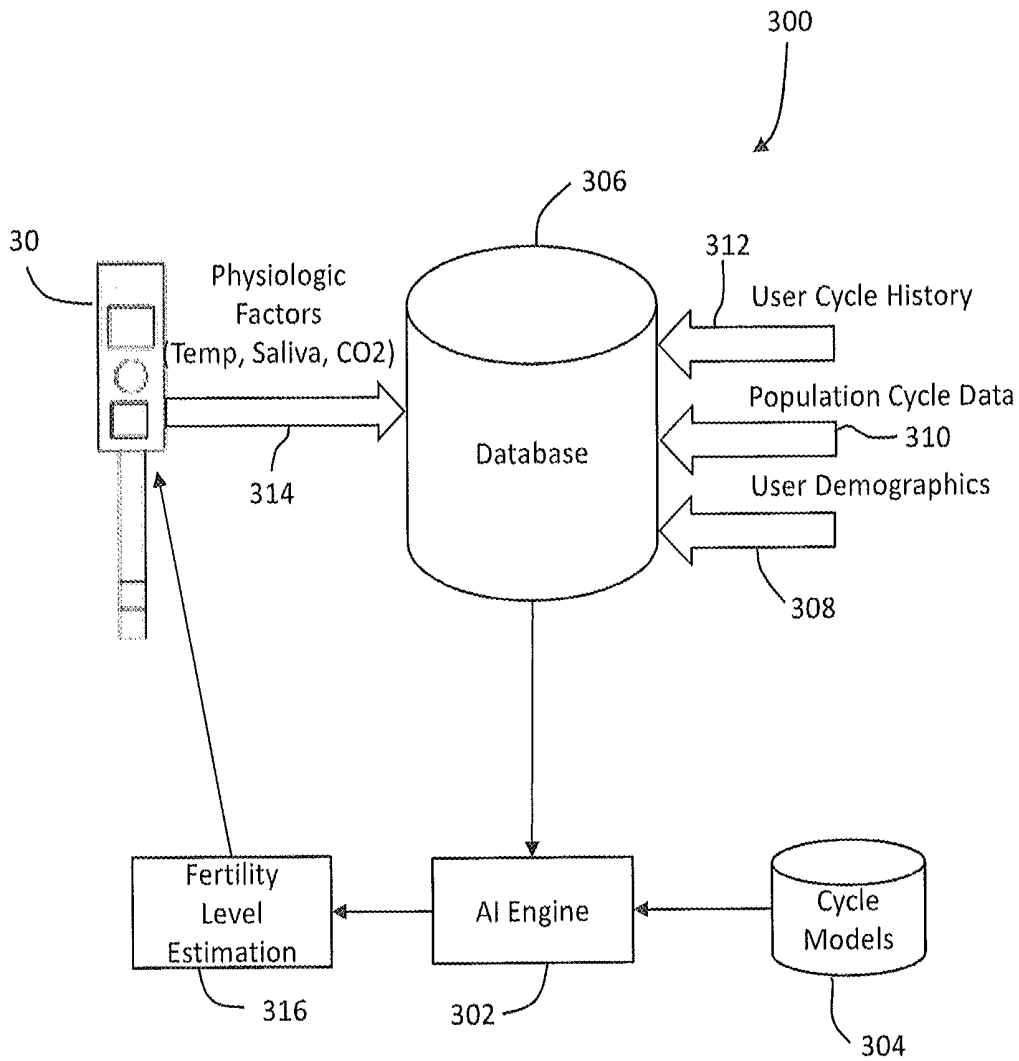 300
306
30
312
Physiologic
Factors
(Temp, Saliva, CO2)
User Cycle History
Population Cycle Data
310
Database
314
User Demographics
308
Fertility
Level
Estimation
AI Engine
Cycle
Models
316
302
304